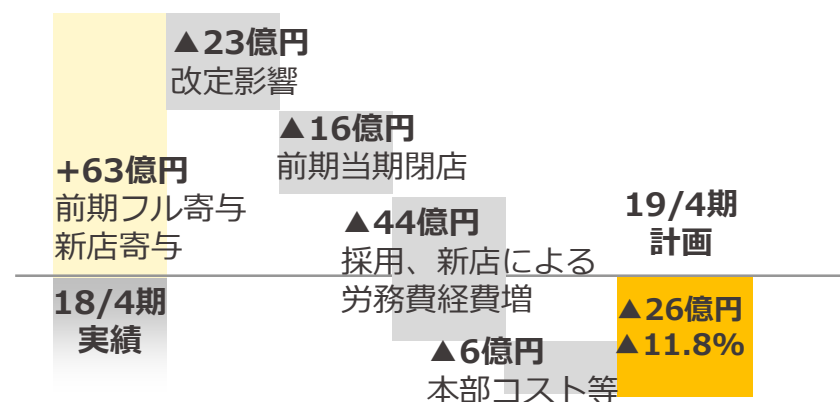 +63億円
前期フル寄与
新店寄与
18/4期
実績
▲23億円
改定影響
▲16億円
前期当期閉店
▲44億円
採用、新店による
労務費経費増
▲6億円
本部コスト等
19/4期
計画
▲26億円
▲11.8%